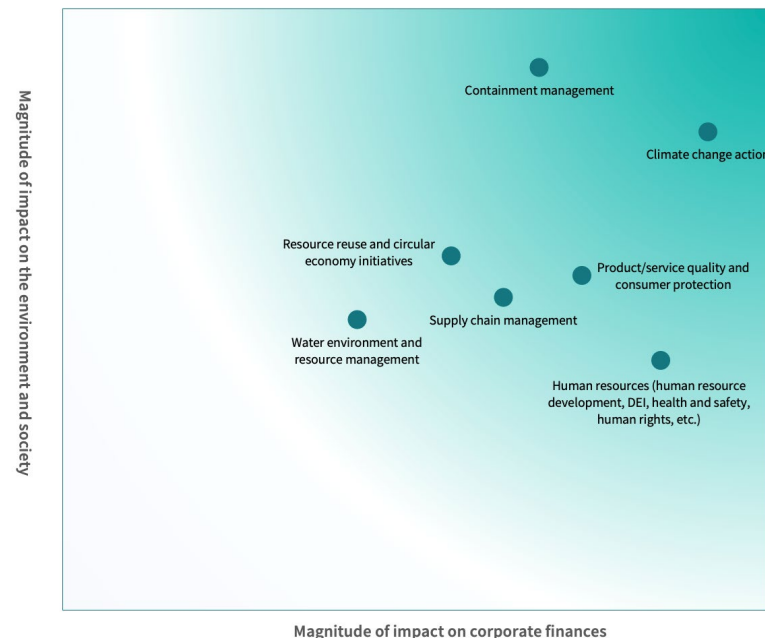 Magnitude of impact on the environment and society
Containment management
Climate change action
Resource reuse and circular
economy initiatives
Product/service quality and
consumer protection
Supply chain management
Water environment and
resource management
Human resources (human resource
development, DEI, health and safety,
human rights, etc.)
Magnitude of impact on corporate finances